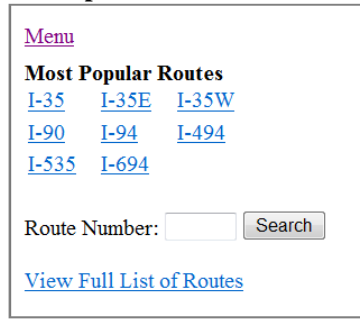 Menu
Most Popular Routes
I-35 I-35E I-35W
I-90 I-94 I-494
I-535 I-694
Route Number: Search
View Full List of Routes